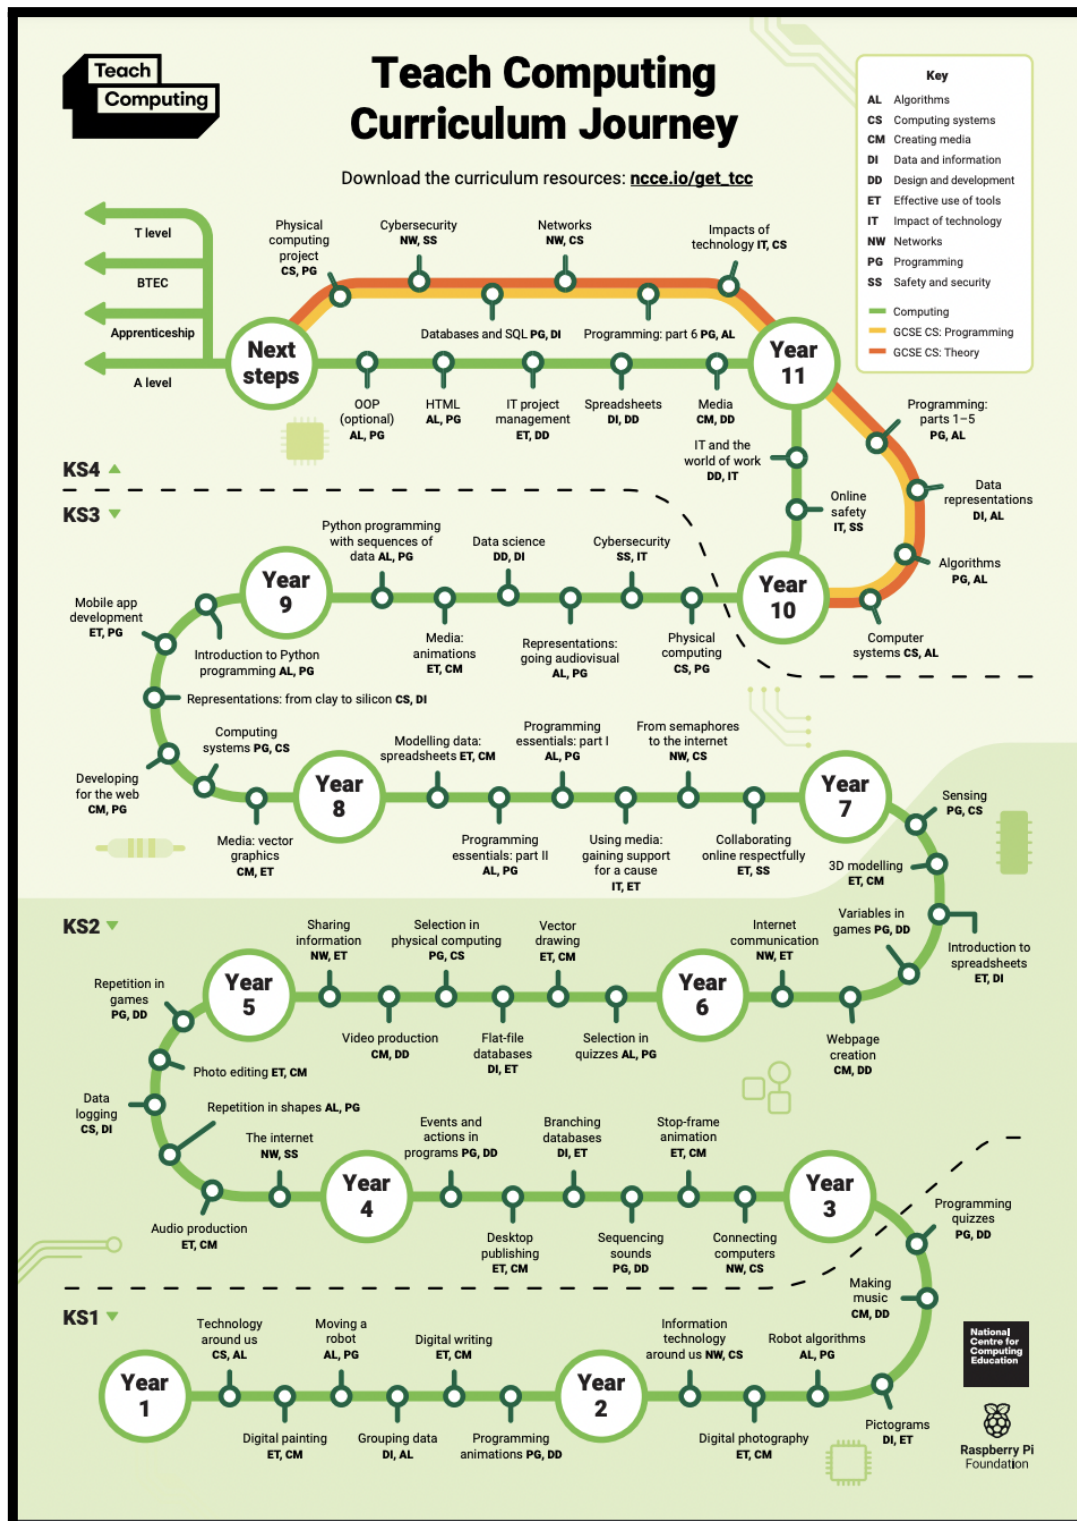 Teach
Computing
Teach Computing
Curriculum Journey
Download the curriculum resources: ncce.io/get_tcc
Key
AL Algorithms
CS Computing systems
CM Creating media
DI Data and information
DD Design and development
ET Effective use of tools
IT Impact of technology
NW Networks
PG Programming
SS Safety and security
Computing
GCSE CS: Programming
GCSE CS: Theory
T level
BTEC
Apprenticeship
A level
Next
steps
Physical
computing
project
CS, PG
Cybersecurity
NW, SS
Networks
NW, CS
Impacts of
technology IT, CS
Databases and SQL PG, DI
Programming: part 6 PG, AL
Year
11
OOP
(optional)
AL, PG
HTML
AL, PG
IT project
management
ET, DD
Spreadsheets
DI, DD
Media
CM, DD
Programming:
parts 1–5
PG, AL
IT and the
world of work
DD, IT
Data
representations
DI, AL
Online
safety
IT, SS
Algorithms
PG, AL
Computer
systems CS, AL
Year
10
KS4
KS3
Python programming
with sequences of
data AL, PG
Data science
DD, DI
Cybersecurity
SS, IT
Year
9
Media:
animations
ET, CM
Representations:
going audiovisual
AL, PG
Physical
computing
CS, PG
Mobile app
development
ET, PG
Introduction to Python
programming AL, PG
Representations: from clay to silicon CS, DI
Computing
systems PG, CS
Developing
for the web
CM, PG
Media: vector
graphics
CM, ET
Year
8
Modelling data:
spreadsheets ET, CM
Programming
essentials: part I
AL, PG
From semaphores
to the internet
NW, CS
Programming
essentials: part II
AL, PG
Using media:
gaining support
for a cause
IT, ET
Collaborating
online respectfully
ET, SS
Year
7
Sensing
PG, CS
3D modelling
ET, CM
Variables in
games PG, DD
Introduction to
spreadsheets
ET, DI
KS2
Sharing
information
NW, ET
Selection in
physical computing
PG, CS
Vector
drawing
ET, CM
Internet
communication
NW, ET
Year
5
Year
6
Video production
CM, DD
Flat-file
databases
DI, ET
Selection in
quizzes AL, PG
Webpage
creation
CM, DD
Repetition in
games
PG, DD
Photo editing ET, CM
Data
logging
CS, DI
Repetition in shapes AL, PG
The internet
NW, SS
Audio production
ET, CM
Year
4
Events and
actions in
programs PG, DD
Branching
databases
DI, ET
Stop-frame
animation
ET, CM
Desktop
publishing
ET, CM
Sequencing
sounds
PG, DD
Connecting
computers
NW, CS
Year
3
Programming
quizzes
PG, DD
Making
music
CM, DD
KS1
Technology
around us
CS, AL
Moving a
robot
AL, PG
Digital writing
ET, CM
Information
technology
around us NW, CS
Robot algorithms
AL, PG
Year
1
Year
2
Digital painting
ET, CM
Grouping data
DI, AL
Programming
animations PG, DD
Digital photography
ET, CM
Pictograms
DI, ET
National
Centre for
Computing
Education
Raspberry Pi
Foundation